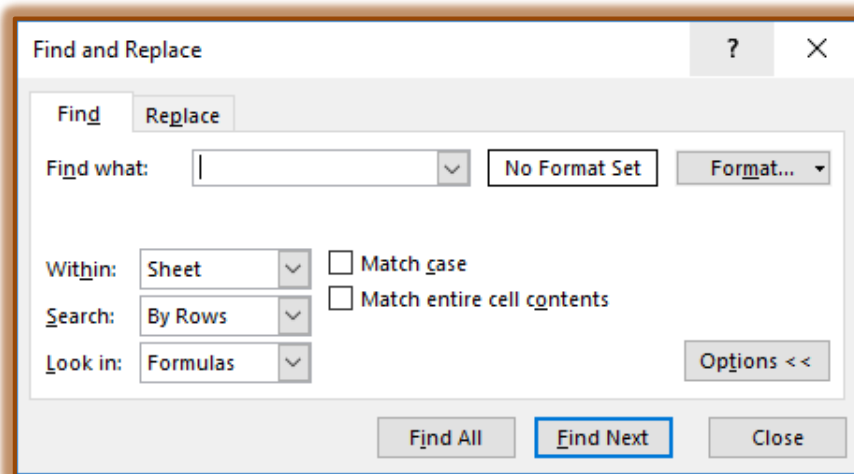 Find and Replace ?
Find Replace
Find what: No Format Set Format...
Within: Sheet Match case
Match entire cell contents
Search: By Rows
Look in: Formulas Options <<
Find All Find Next Close